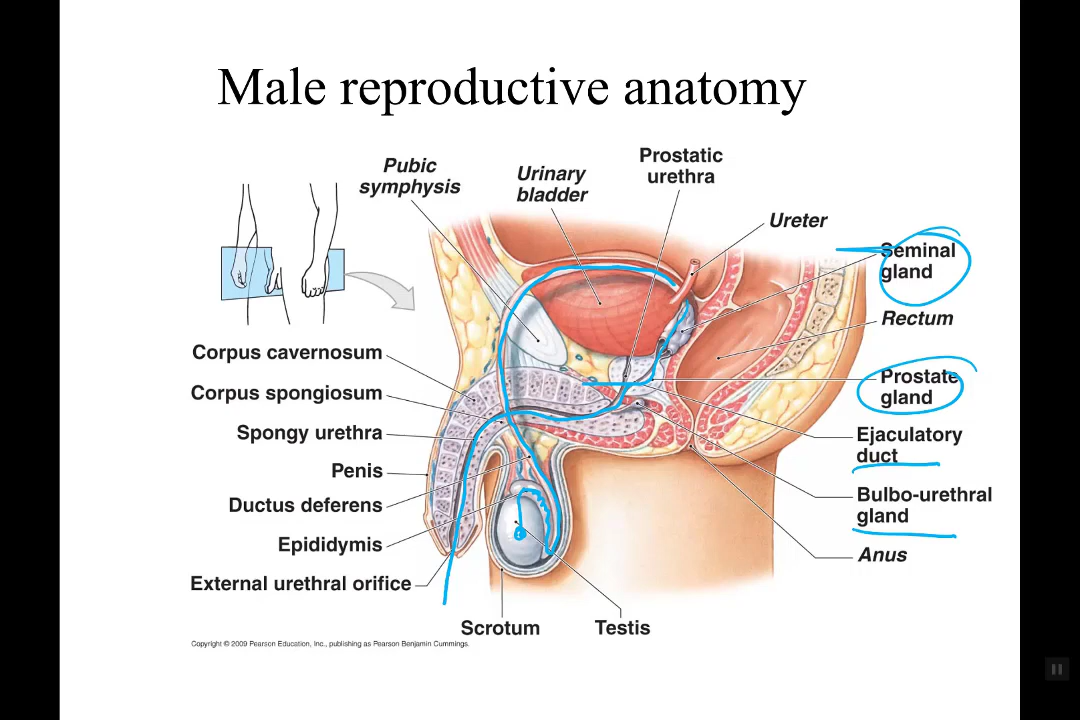 Male reproductive anatomy
Pubic
symphysis
Urinary
bladder
Prostatic
urethra
Ureter
Seminal
gland
Rectum
Prostate
gland
Ejaculatory
duct
Bulbo-urethral
gland
Anus
Corpus cavernosum
Corpus spongiosum
Spongy urethra
Penis
Ductus deferens
Epididymis
External urethral orifice
Scrotum
Testis
Copyright © 2009 Pearson Education, Inc., publishing as Pearson Benjamin Cummings.